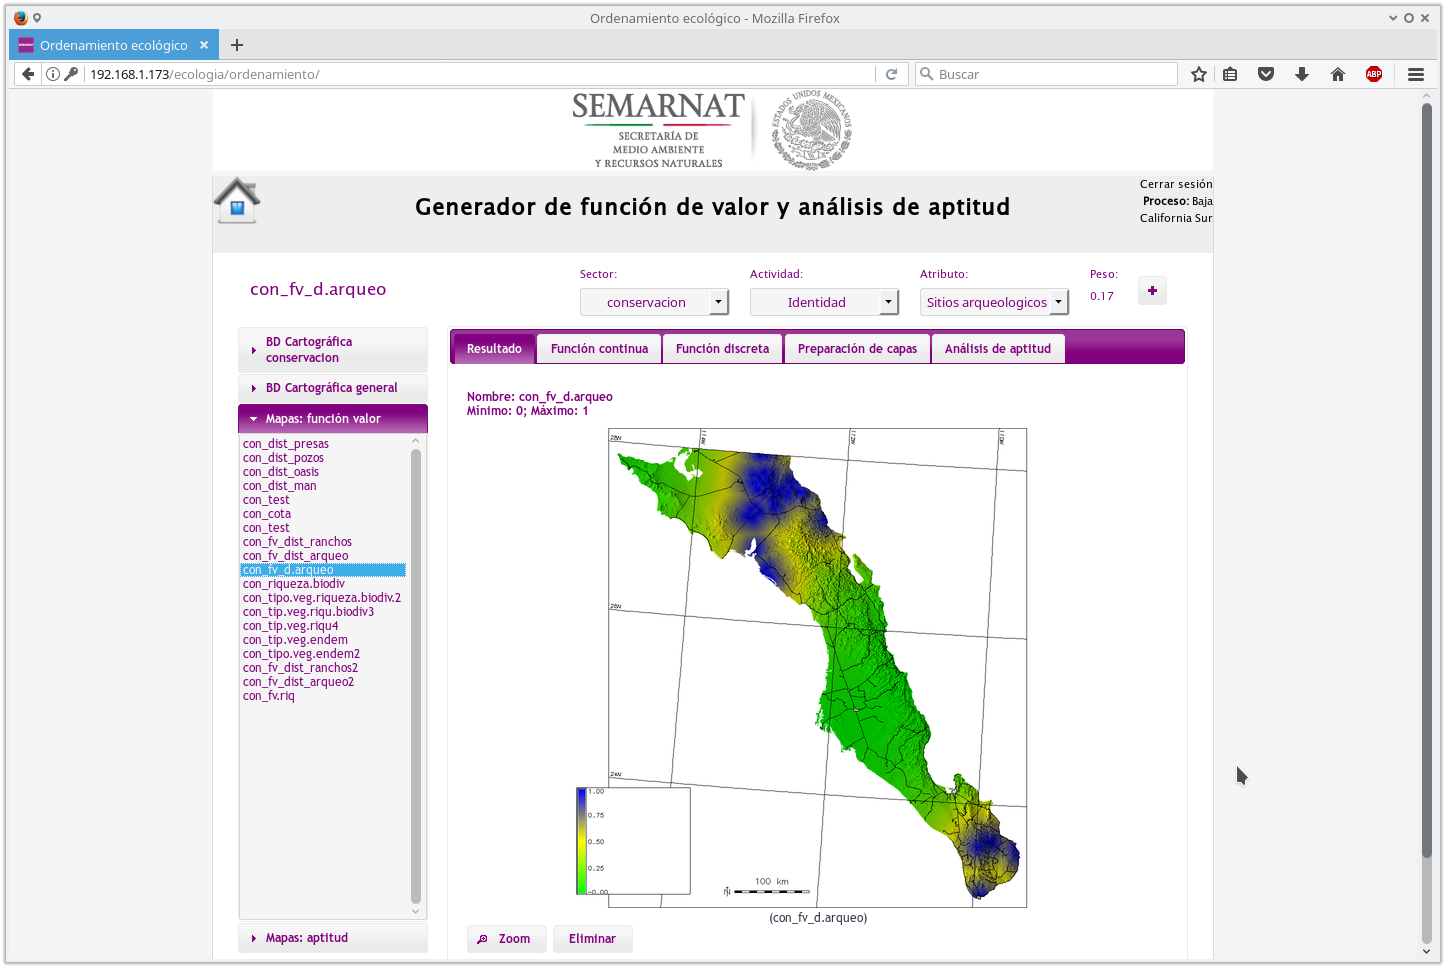 Ordenamiento ecológico - Mozilla Firefox
Ordenamiento ecológico
192.168.1.173/ecologia/ordenamiento/
Buscar
ABP
SEMARNAT
SECRETARÍA DE
MEDIO AMBIENTE
Y RECURSOS NATURALES
ESTADOS UNIDOS MEXICANOS
Generador de función de valor y análisis de aptitud
Cerrar sesión
Proceso: Baja
California Sur
con_fv_d.arqueo
Sector:
conservacion
Actividad:
Identidad
Atributo:
Sitios arqueologicos
Peso:
0.17
BD Cartográfica
conservacion
BD Cartográfica general
Mapas: función valor
con_dist_presas
con_dist_pozos
con_dist_oasis
con_dist_man
con_test
con_cota
con_test
con_fv_dist_ranchos
con_fv_dist_arqueo
con_fv_d.arqueo
con_riqueza.biodiv
con_tipo.veg.riqueza.biodiv.2
con_tip.veg.riqu.biodiv3
con_tip.veg.riqu4
con_tip.veg.endem
con_tipo.veg.endem2
con_fv_dist_ranchos2
con_fv_dist_arqueo2
con_fv.riq
Mapas: aptitud
Resultado
Función continua
Función discreta
Preparación de capas
Análisis de aptitud
Nombre: con_fv_d.arqueo
Mínimo: 0; Máximo: 1
28N
114W
112W
110W
26N
24N
1.00
0.75
0.50
0.25
-0.00
N
100 km
(con_fv_d.arqueo)
Zoom
Eliminar